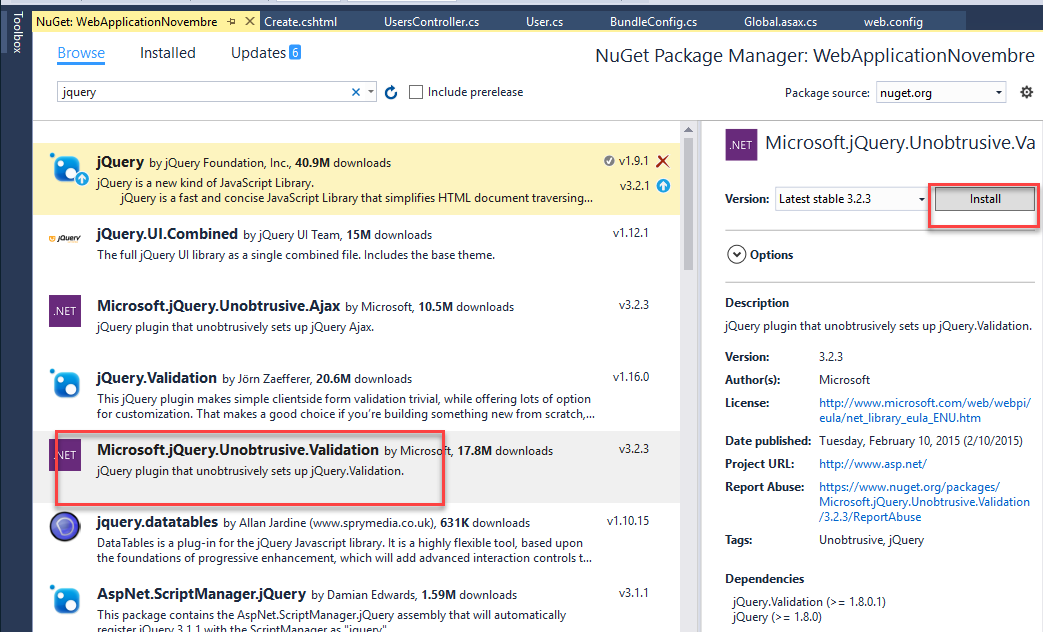 Toolbox
NuGet: WebApplicationNovembre
Create.cshtml
UsersController.cs
User.cs
BundleConfig.cs
Global.asax.cs
web.config
Browse
Installed
Updates 6
NuGet Package Manager: WebApplicationNovembre
jquery
Include prerelease
Package source: nuget.org
jQuery by jQuery Foundation, Inc., 40.9M downloads
v1.9.1
jQuery is a new kind of JavaScript Library.
v3.2.1
jQuery is a fast and concise JavaScript Library that simplifies HTML document traversing...
jQuery
jQuery.UI.Combined by jQuery UI Team, 15M downloads
v1.12.1
The full jQuery UI library as a single combined file. Includes the base theme.
.NET
Microsoft.jQuery.Unobtrusive.Ajax by Microsoft, 10.5M downloads
v3.2.3
jQuery plugin that unobtrusively sets up jQuery Ajax.
jQuery.Validation by Jörn Zaefferer, 20.6M downloads
v1.16.0
This jQuery plugin makes simple clientside form validation trivial, while offering lots of option
for customization. That makes a good choice if you're building something new from scratch,...
.NET
Microsoft.jQuery.Unobtrusive.Validation by Microsoft, 17.8M downloads
v3.2.3
jQuery plugin that unobtrusively sets up jQuery.Validation.
jquery.datatables by Allan Jardine (www.sprymedia.co.uk), 631K downloads
v1.10.15
DataTables is a plug-in for the jQuery Javascript library. It is a highly flexible tool, based upon
the foundations of progressive enhancement, which will add advanced interaction controls t...
AspNet.ScriptManager.jQuery by Damian Edwards, 1.59M downloads
v3.1.1
This package contains the AspNet.ScriptManager.jQuery assembly that will automatically
register jQuery 3.1.1 with the ScriptManager as "jquery".
.NET
Microsoft.jQuery.Unobtrusive.Va
Version: Latest stable 3.2.3
Install
Options
Description
jQuery plugin that unobtrusively sets up jQuery.Validation.
Version: 3.2.3
Author(s): Microsoft
License: http://www.microsoft.com/web/webpi/
eula/net_library_eula_ENU.htm
Date published: Tuesday, February 10, 2015 (2/10/2015)
Project URL: http://www.asp.net/
Report Abuse: https://www.nuget.org/packages/
Microsoft.jQuery.Unobtrusive.Validation
/3.2.3/ReportAbuse
Tags: Unobtrusive, jQuery
Dependencies
jQuery.Validation (>= 1.8.0.1)
jQuery (>= 1.8.0)